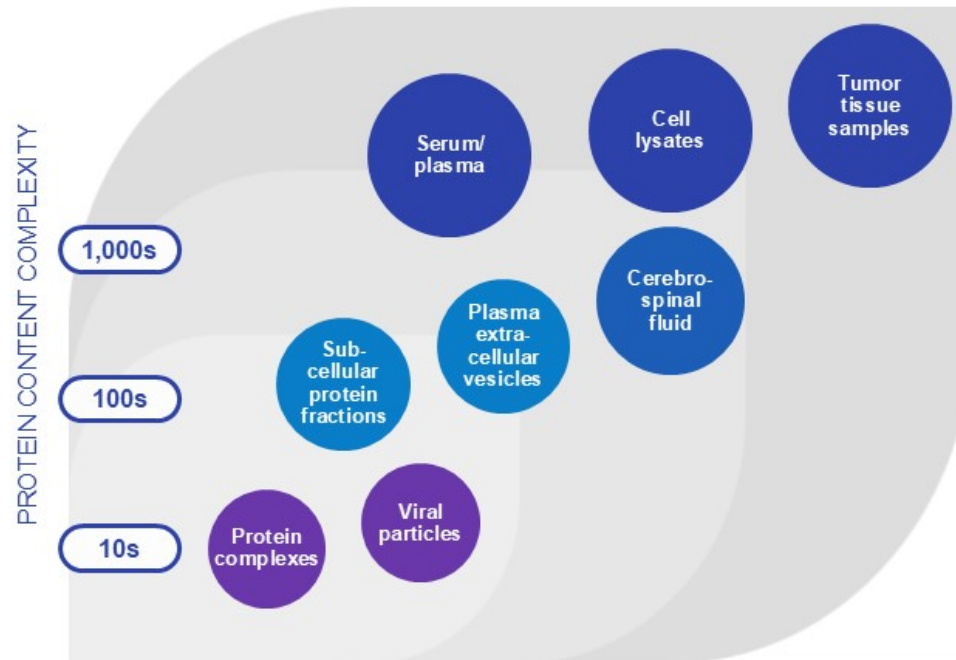 PROTEIN CONTENT COMPLEXITY
Tumor
tissue
samples
Cell
lysates
Serum/
plasma
1,000s
Cerebro-
spinal
fluid
Plasma
extra-
cellular
vesicles
Sub-
cellular
protein
fractions
100s
Viral
particles
Protein
complexes
10s